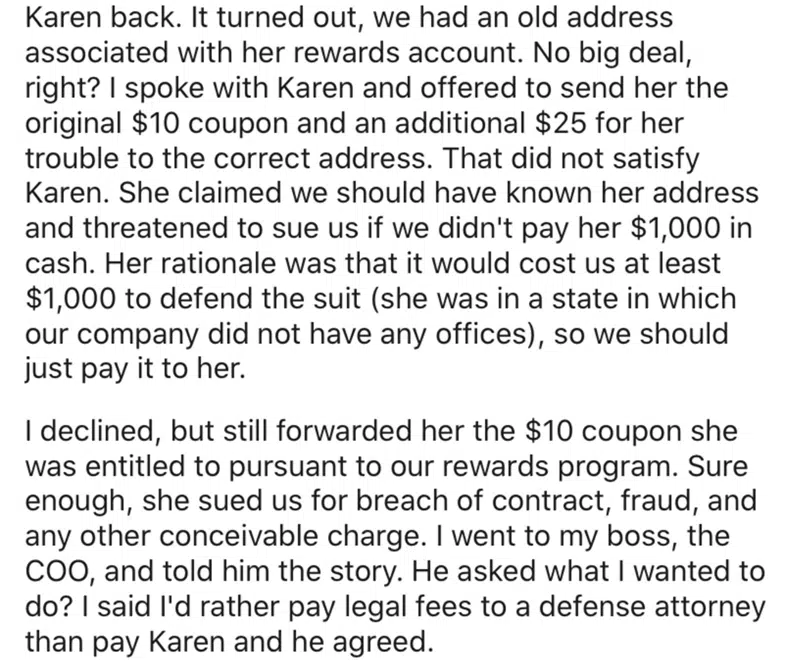 Karen back. It turned out, we had an old address
associated with her rewards account. No big deal,
right? I spoke with Karen and offered to send her the
original $10 coupon and an additional $25 for her
trouble to the correct address. That did not satisfy
Karen. She claimed we should have known her address
and threatened to sue us if we didn't pay her $1,000 in
cash. Her rationale was that it would cost us at least
$1,000 to defend the suit (she was in a state in which
our company did not have any offices), so we should
just pay it to her.
I declined, but still forwarded her the $10 coupon she
was entitled to pursuant to our rewards program. Sure
enough, she sued us for breach of contract, fraud, and
any other conceivable charge. I went to my boss, the
COO, and told him the story. He asked what I wanted to
do? I said I'd rather pay legal fees to a defense attorney
than pay Karen and he agreed.